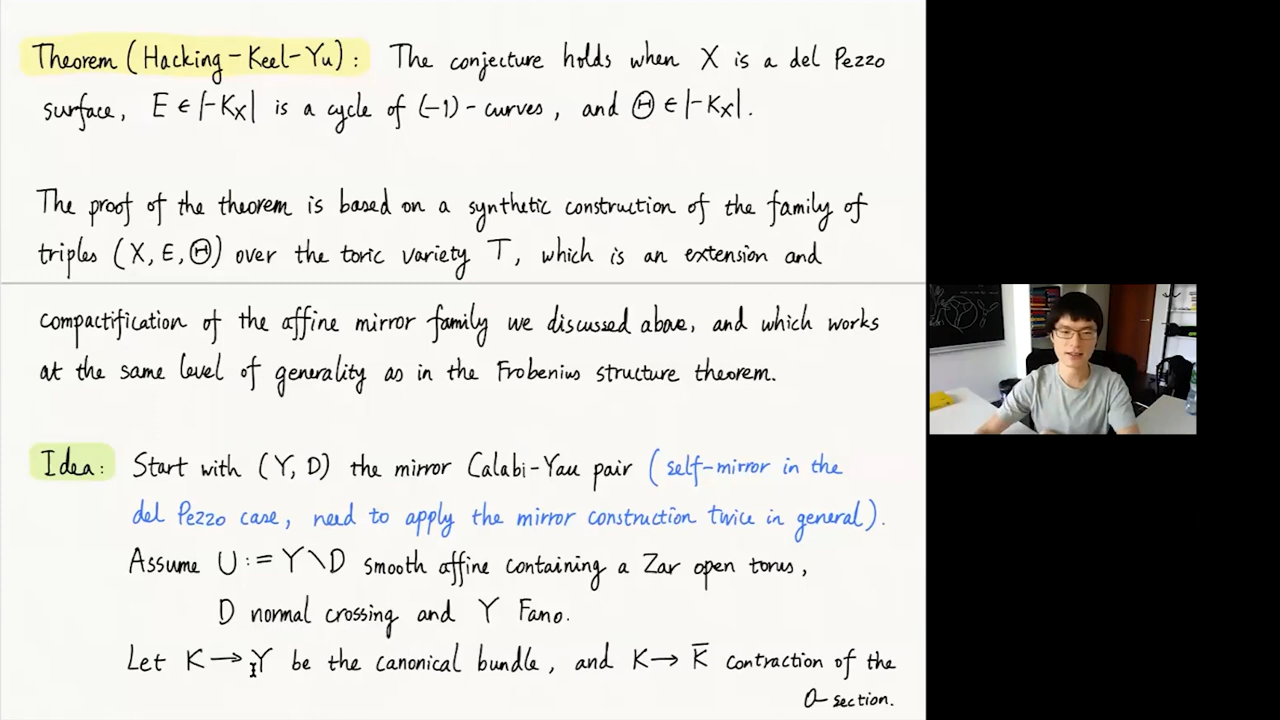 Theorem (Hacking-Keel-Yu): The conjecture holds when X is a del Pezzo
surface, E ∈ |-K_X| is a cycle of (-1)-curves, and Θ ∈ |-K_X|.
The proof of the theorem is based on a synthetic construction of the family of
triples (X, E, Θ) over the toric variety T, which is an extension and
compactification of the affine mirror family we discussed above, and which works
at the same level of generality as in the Frobenius structure theorem.
Idea: Start with (Y, D) the mirror Calabi-Yau pair (self-mirror in the
del Pezzo case, need to apply the mirror construction twice in general).
Assume U := Y \ D smooth affine containing a Zar open torus,
D normal crossing and Y Fano.
Let K → Y be the canonical bundle, and K → K̅ contraction of the
0-section.